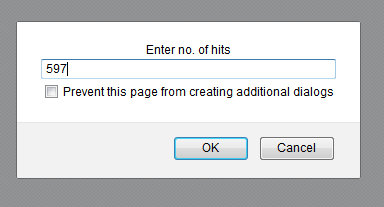 Enter no. of hits
597
Prevent this page from creating additional dialogs
OK Cancel